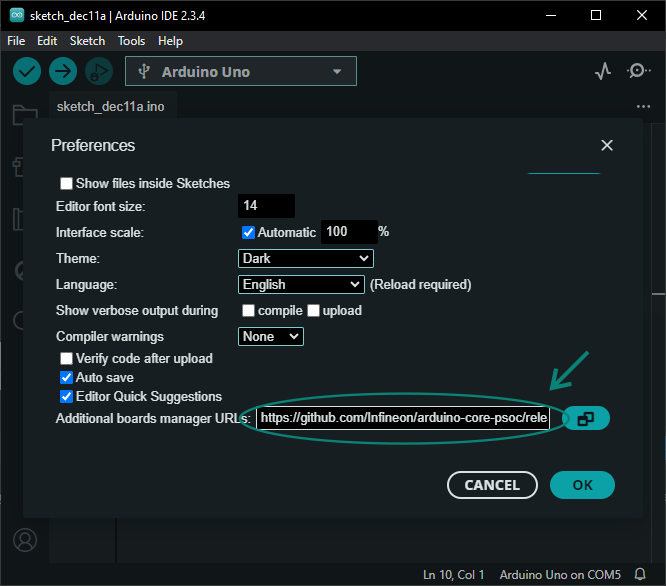 sketch_dec11a | Arduino IDE 2.3.4
File Edit Sketch Tools Help
Arduino Uno
sketch_dec11a.ino
Preferences
Show files inside Sketches
Editor font size: 14
Interface scale: Automatic 100 %
Theme: Dark
Language: English (Reload required)
Show verbose output during compile upload
Compiler warnings None
Verify code after upload
Auto save
Editor Quick Suggestions
Additional boards manager URLs: https://github.com/Infineon/arduino-core-psoc/rele
CANCEL OK
Ln 10, Col 1 Arduino Uno on COM5